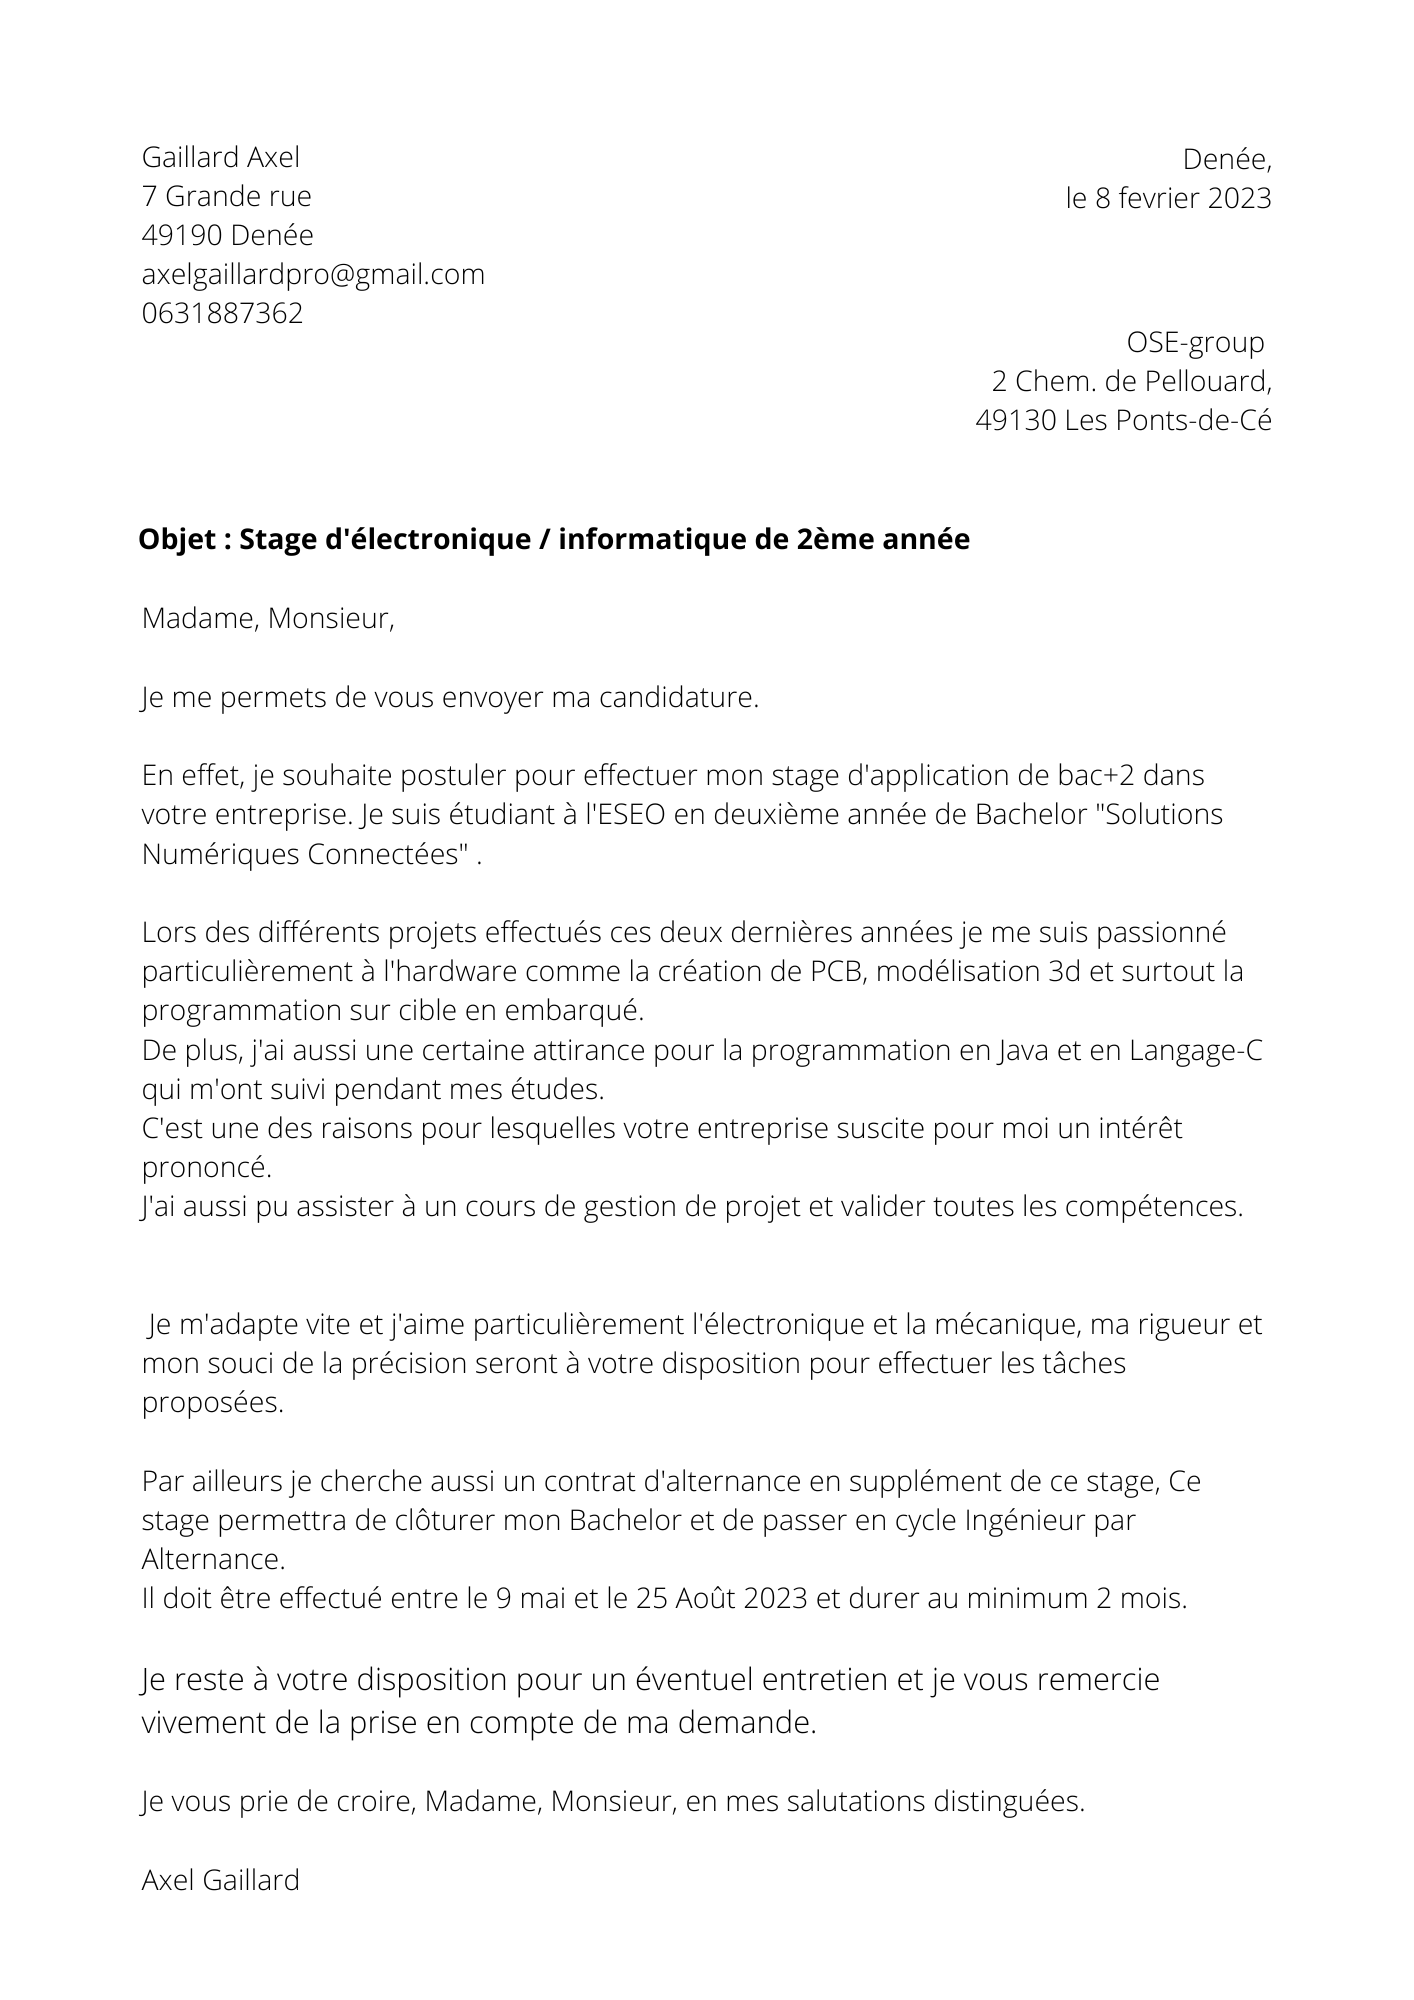 Gaillard Axel
7 Grande rue
49190 Denée
axelgaillardpro@gmail.com
0631887362
Denée,
le 8 fevrier 2023
OSE-group
2 Chem. de Pellouard,
49130 Les Ponts-de-Cé
Objet : Stage d'électronique / informatique de 2ème année
Madame, Monsieur,
Je me permets de vous envoyer ma candidature.
En effet, je souhaite postuler pour effectuer mon stage d'application de bac+2 dans
votre entreprise. Je suis étudiant à l'ESEO en deuxième année de Bachelor "Solutions
Numériques Connectées" .
Lors des différents projets effectués ces deux dernières années je me suis passionné
particulièrement à l'hardware comme la création de PCB, modélisation 3d et surtout la
programmation sur cible en embarqué.
De plus, j'ai aussi une certaine attirance pour la programmation en Java et en Langage-C
qui m'ont suivi pendant mes études.
C'est une des raisons pour lesquelles votre entreprise suscite pour moi un intérêt
prononcé.
J'ai aussi pu assister à un cours de gestion de projet et valider toutes les compétences.
Je m'adapte vite et j'aime particulièrement l'électronique et la mécanique, ma rigueur et
mon souci de la précision seront à votre disposition pour effectuer les tâches
proposées.
Par ailleurs je cherche aussi un contrat d'alternance en supplément de ce stage, Ce
stage permettra de clôturer mon Bachelor et de passer en cycle Ingénieur par
Alternance.
Il doit être effectué entre le 9 mai et le 25 Août 2023 et durer au minimum 2 mois.
Je reste à votre disposition pour un éventuel entretien et je vous remercie
vivement de la prise en compte de ma demande.
Je vous prie de croire, Madame, Monsieur, en mes salutations distinguées.
Axel Gaillard